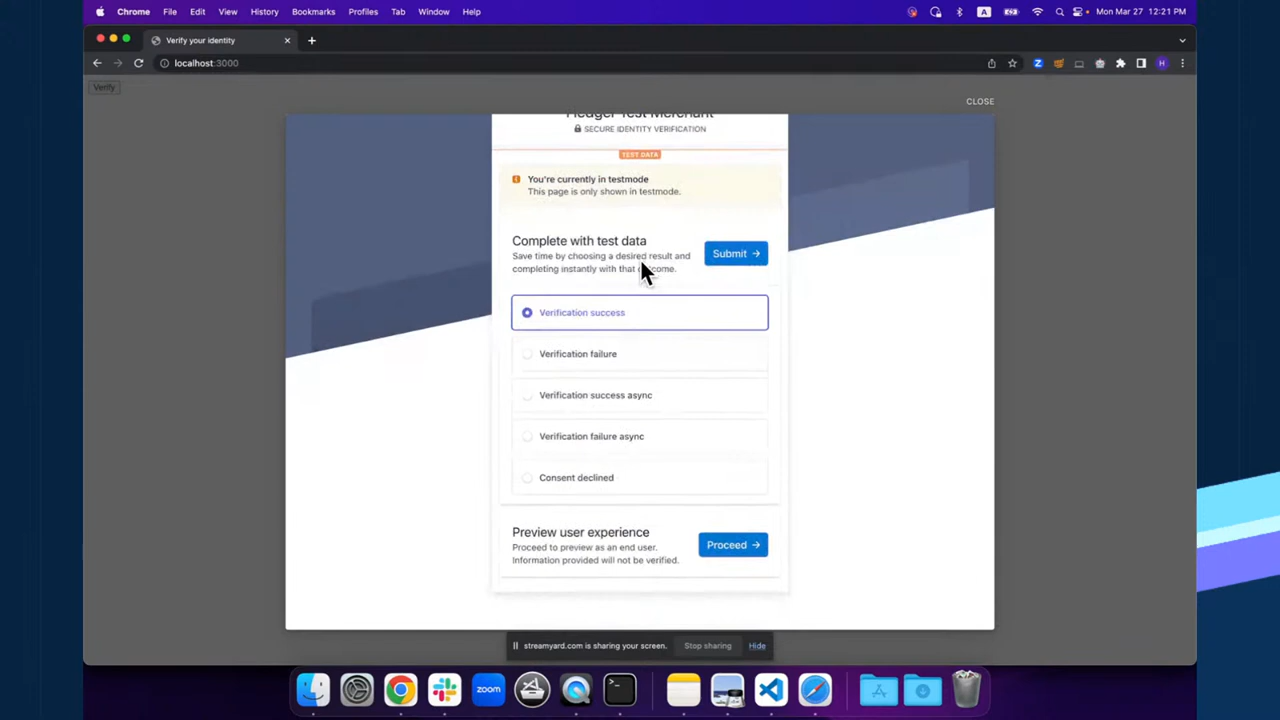 Chrome File Edit View History Bookmarks Profiles Tab Window Help A Mon Mar 27 12:21 PM
Verify your identity
localhost:3000 H
Verify
CLOSE
Hedger Test Merchant
SECURE IDENTITY VERIFICATION
TEST DATA
You're currently in testmode
This page is only shown in testmode.
Complete with test data
Save time by choosing a desired result and
completing instantly with that outcome.
Submit →
Verification success
Verification failure
Verification success async
Verification failure async
Consent declined
Preview user experience
Proceed to preview as an end user.
Information provided will not be verified.
Proceed →
streamyard.com is sharing your screen. Stop sharing Hide
zoom